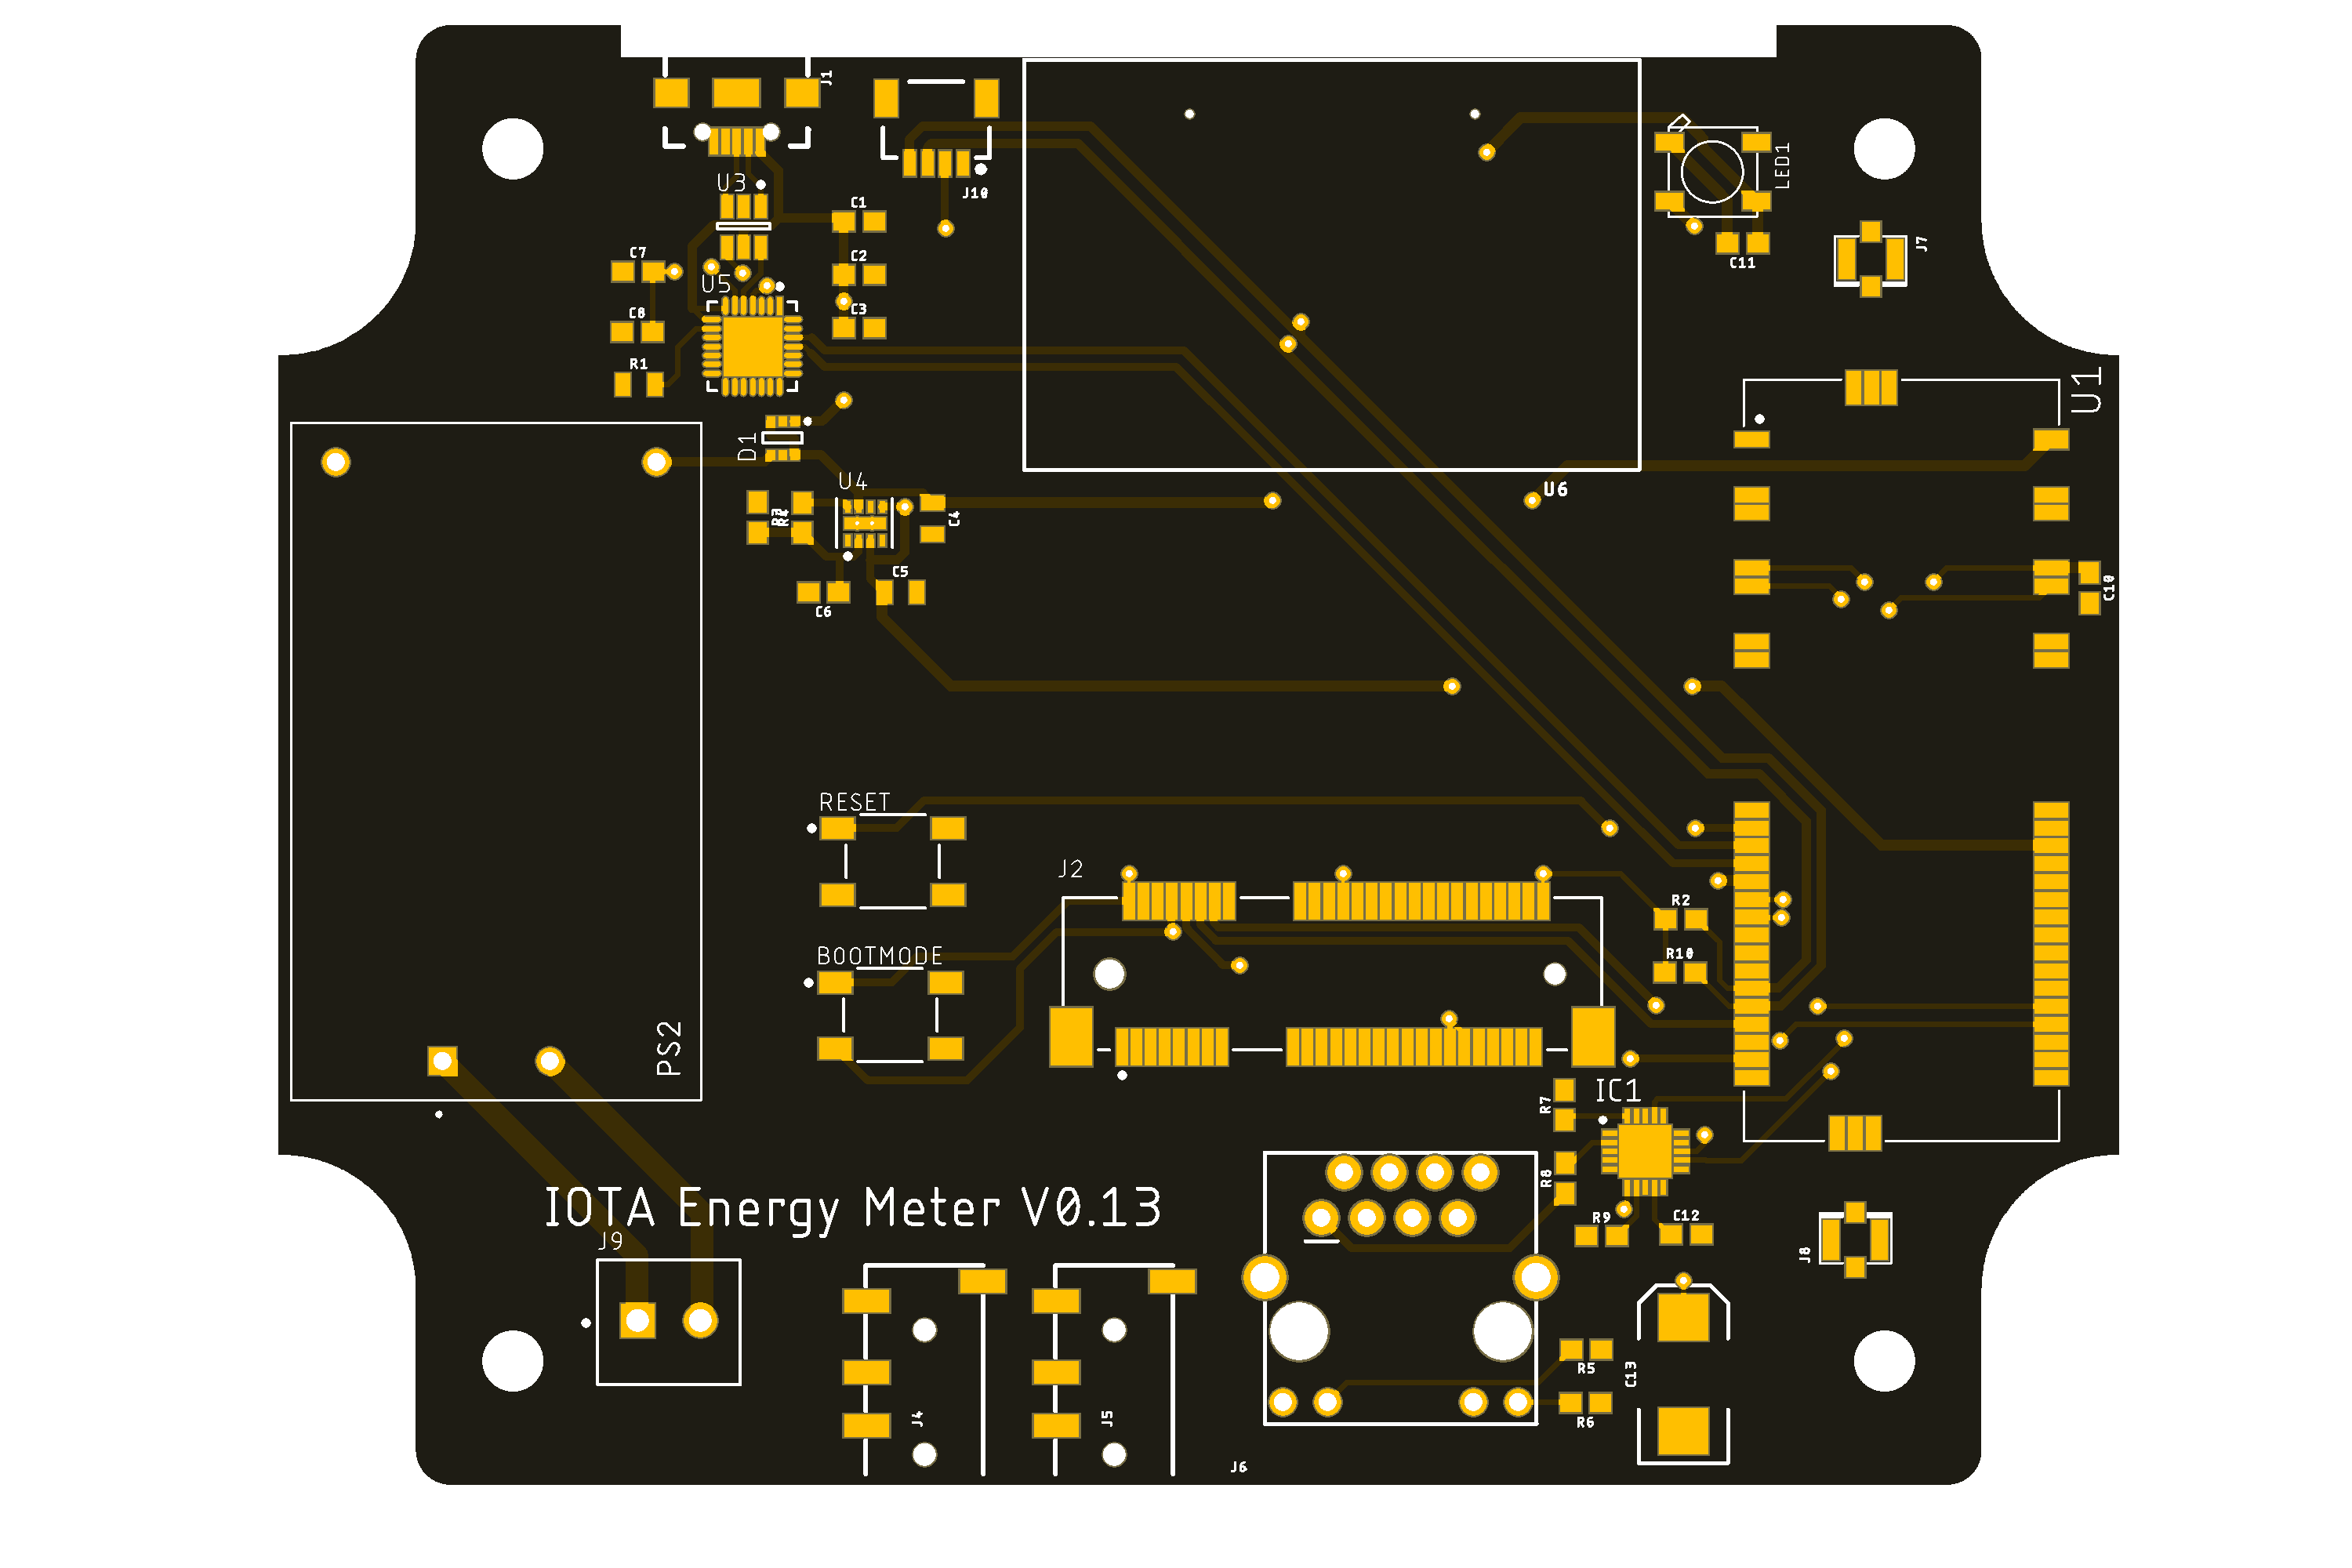 J1
U3
J10
LED1
C1
J7
C7
C2
C11
U5
C8
C3
R1
U1
D1
U4
U6
R3
R4
C4
C5
C6
C10
RESET
J2
R2
BOOTMODE
R10
PS2
IC1
R7
R8
IOTA Energy Meter V0.13
J9
R9
C12
J8
R5
C13
J4
J5
R6
J6